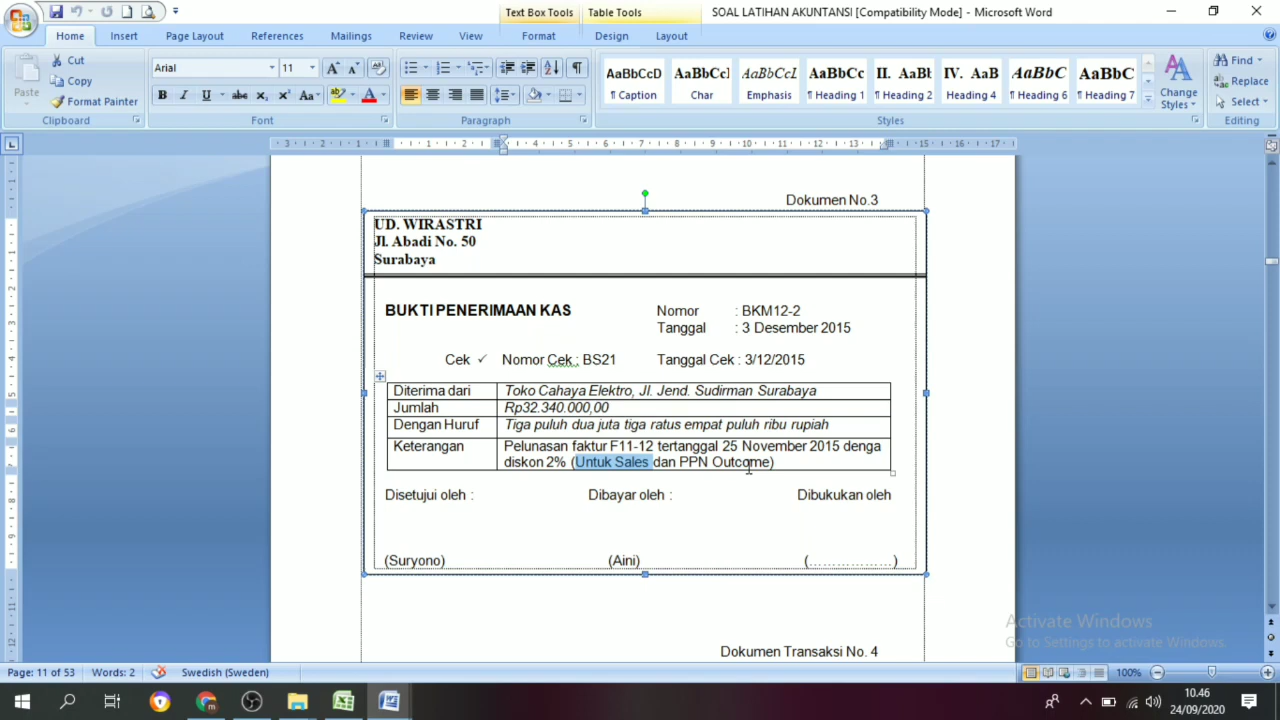 Text Box Tools Table Tools SOAL LATIHAN AKUNTANSI [Compatibility Mode] - Microsoft Word
Home Insert Page Layout References Mailings Review View Format Design Layout
Paste Cut Copy Format Painter
Clipboard
Arial 11
Font
Paragraph
AaBbCcD AaBbCcl AaBbCcL AaBbCc II. AaBb IV. AaB AaBbC AaBbC
¶ Caption Char Emphasis ¶ Heading 1 ¶ Heading 2 ¶ Heading 4 ¶ Heading 6 ¶ Heading 7
Change Styles
Styles
Find
Replace
Select
Editing
Dokumen No.3
UD. WIRASTRI
Jl. Abadi No. 50
Surabaya
BUKTI PENERIMAAN KAS Nomor : BKM12-2
Tanggal : 3 Desember 2015
Cek ✓ Nomor Cek : BS21 Tanggal Cek : 3/12/2015
Diterima dari Toko Cahaya Elektro, Jl. Jend. Sudirman Surabaya
Jumlah Rp32.340.000,00
Dengan Huruf Tiga puluh dua juta tiga ratus empat puluh ribu rupiah
Keterangan Pelunasan faktur F11-12 tertanggal 25 November 2015 denga
diskon 2% (Untuk Sales dan PPN Outcome)
Disetujui oleh : Dibayar oleh : Dibukukan oleh
(Suryono) (Aini) (………………)
Activate Windows
Go to Settings to activate Windows.
Dokumen Transaksi No. 4
Page: 11 of 53 Words: 2 Swedish (Sweden) 100%
10.46
24/09/2020